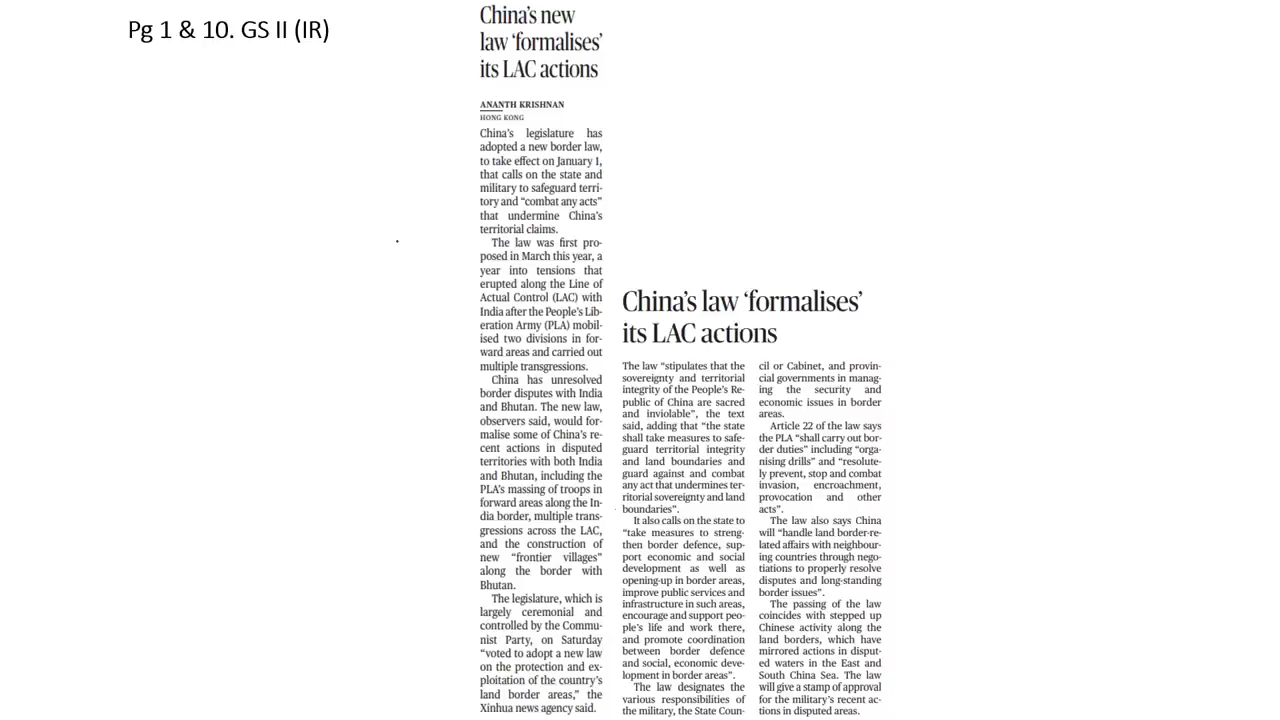 Pg 1 & 10. GS II (IR)
China's new
law 'formalises'
its LAC actions
ANANTH KRISHNAN
HONG KONG
China's legislature has
adopted a new border law,
to take effect on January 1,
that calls on the state and
military to safeguard terri-
tory and "combat any acts"
that undermine China's
territorial claims.
The law was first pro-
posed in March this year, a
year into tensions that
erupted along the Line of
Actual Control (LAC) with
India after the People's Lib-
eration Army (PLA) mobil-
ised two divisions in for-
ward areas and carried out
multiple transgressions.
China has unresolved
border disputes with India
and Bhutan. The new law,
observers said, would for-
malise some of China's re-
cent actions in disputed
territories with both India
and Bhutan, including the
PLA's massing of troops in
forward areas along the In-
dia border, multiple trans-
gressions across the LAC,
and the construction of
new "frontier villages"
along the border with
Bhutan.
The legislature, which is
largely ceremonial and
controlled by the Commu-
nist Party, on Saturday
"voted to adopt a new law
on the protection and ex-
ploitation of the country's
land border areas," the
Xinhua news agency said.
China's law 'formalises'
its LAC actions
The law "stipulates that the
sovereignty and territorial
integrity of the People's Re-
public of China are sacred
and inviolable", the text
said, adding that "the state
shall take measures to safe-
guard territorial integrity
and land boundaries and
guard against and combat
any act that undermines ter-
ritorial sovereignty and land
boundaries".
It also calls on the state to
"take measures to streng-
then border defence, sup-
port economic and social
development as well as
opening-up in border areas,
improve public services and
infrastructure in such areas,
encourage and support peo-
ple's life and work there,
and promote coordination
between border defence
and social, economic deve-
lopment in border areas".
The law designates the
various responsibilities of
the military, the State Coun-
cil or Cabinet, and provin-
cial governments in manag-
ing the security and
economic issues in border
areas.
Article 22 of the law says
the PLA "shall carry out bor-
der duties" including "orga-
nising drills" and "resolute-
ly prevent, stop and combat
invasion, encroachment,
provocation and other
acts".
The law also says China
will "handle land border-re-
lated affairs with neighbour-
ing countries through nego-
tiations to properly resolve
disputes and long-standing
border issues".
The passing of the law
coincides with stepped up
Chinese activity along the
land borders, which have
mirrored actions in disput-
ed waters in the East and
South China Sea. The law
will give a stamp of approval
for the military's recent ac-
tions in disputed areas.